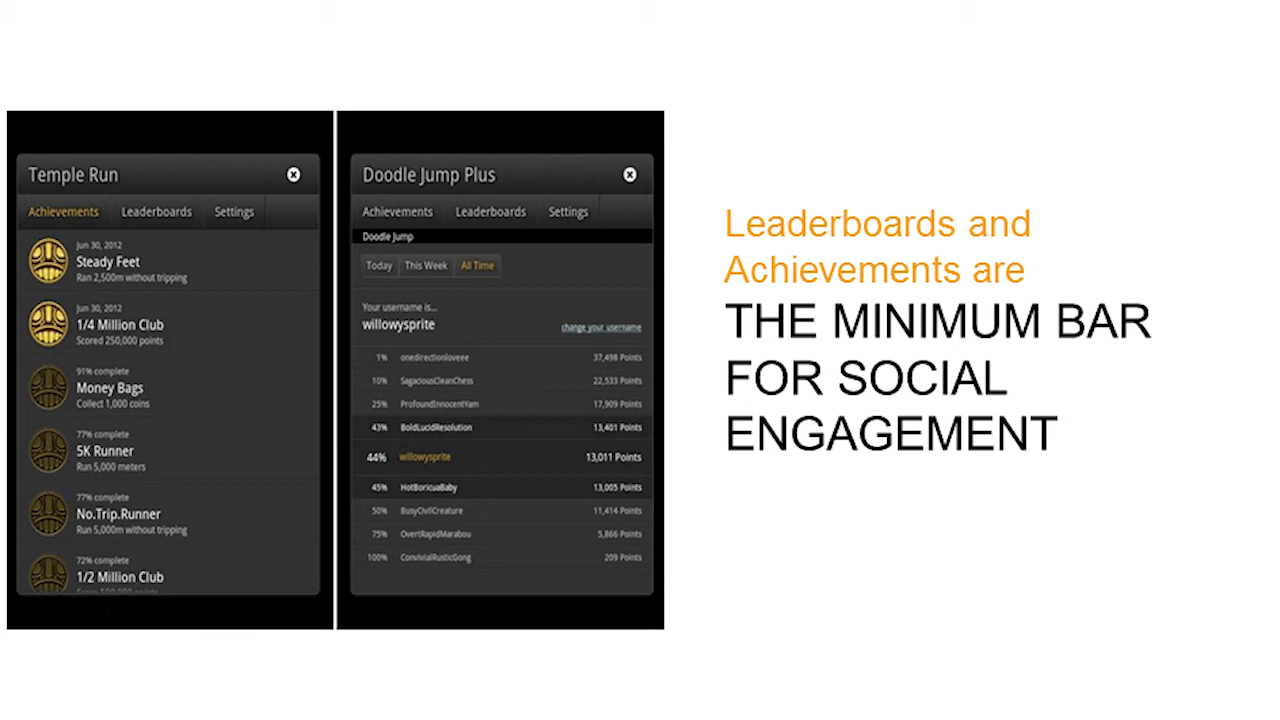 Temple Run
Achievements Leaderboards Settings
Jun 30, 2012
Steady Feet
Ran 2,500m without tripping
Jun 30, 2012
1/4 Million Club
Scored 250,000 points
91% complete
Money Bags
Collect 1,000 coins
77% complete
5K Runner
Run 5,000 meters
77% complete
No.Trip.Runner
Run 5,000m without tripping
72% complete
1/2 Million Club
Score 500,000 points
Doodle Jump Plus
Achievements Leaderboards Settings
Doodle Jump
Today This Week All Time
Your username is...
willowysprite change your username
1% onedirectionloveee 37,498 Points
10% SagaciousCleanChess 22,533 Points
25% ProfoundInnocentYam 17,909 Points
43% BoldLucidResolution 13,401 Points
44% willowysprite 13,011 Points
45% HotBoricuaBaby 13,005 Points
50% BusyCivilCreature 11,414 Points
75% OvertRapidMarabou 5,866 Points
100% ConvivialRusticGong 209 Points
Leaderboards and
Achievements are
THE MINIMUM BAR
FOR SOCIAL
ENGAGEMENT